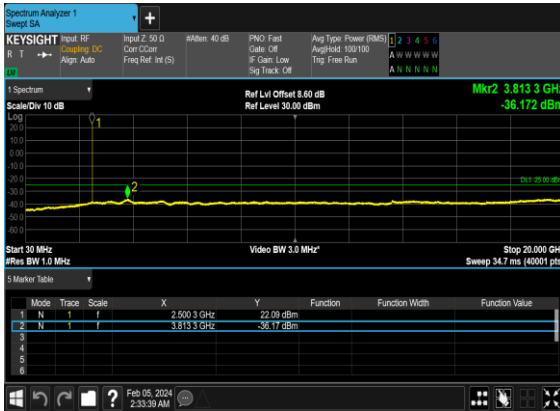 Spectrum Analyzer 1
Swept SA
KEYSIGHT Input: RF Input Z: 50 Ω #Atten: 40 dB PNO: Fast Avg Type: Power (RMS) 1 2 3 4 5 6
R T Coupling: DC Corr CCorr Gate: Off Avg|Hold: 100/100 A W W W W W
Align: Auto Freq Ref: Int (S) IF Gain: Low Trig: Free Run
Sig Track: Off A N N N N N
1 Spectrum
Ref Lvl Offset 8.60 dB Mkr2 3.813 3 GHz
Scale/Div 10 dB Ref Level 30.00 dBm -36.172 dBm
Log
20.0
10.0
0.00
-10.0
-20.0
-30.0
-40.0
-50.0
-60.0
1
2
DL1 -25.00 dBm
Start 30 MHz Video BW 3.0 MHz* Stop 20.000 GHz
#Res BW 1.0 MHz Sweep 34.7 ms (40001 pts)
5 Marker Table
Mode Trace Scale X Y Function Function Width Function Value
1 N 1 f 2.500 3 GHz 22.09 dBm
2 N 1 f 3.813 3 GHz -36.17 dBm
3
4
5
6
? Feb 05, 2024
2:33:39 AM